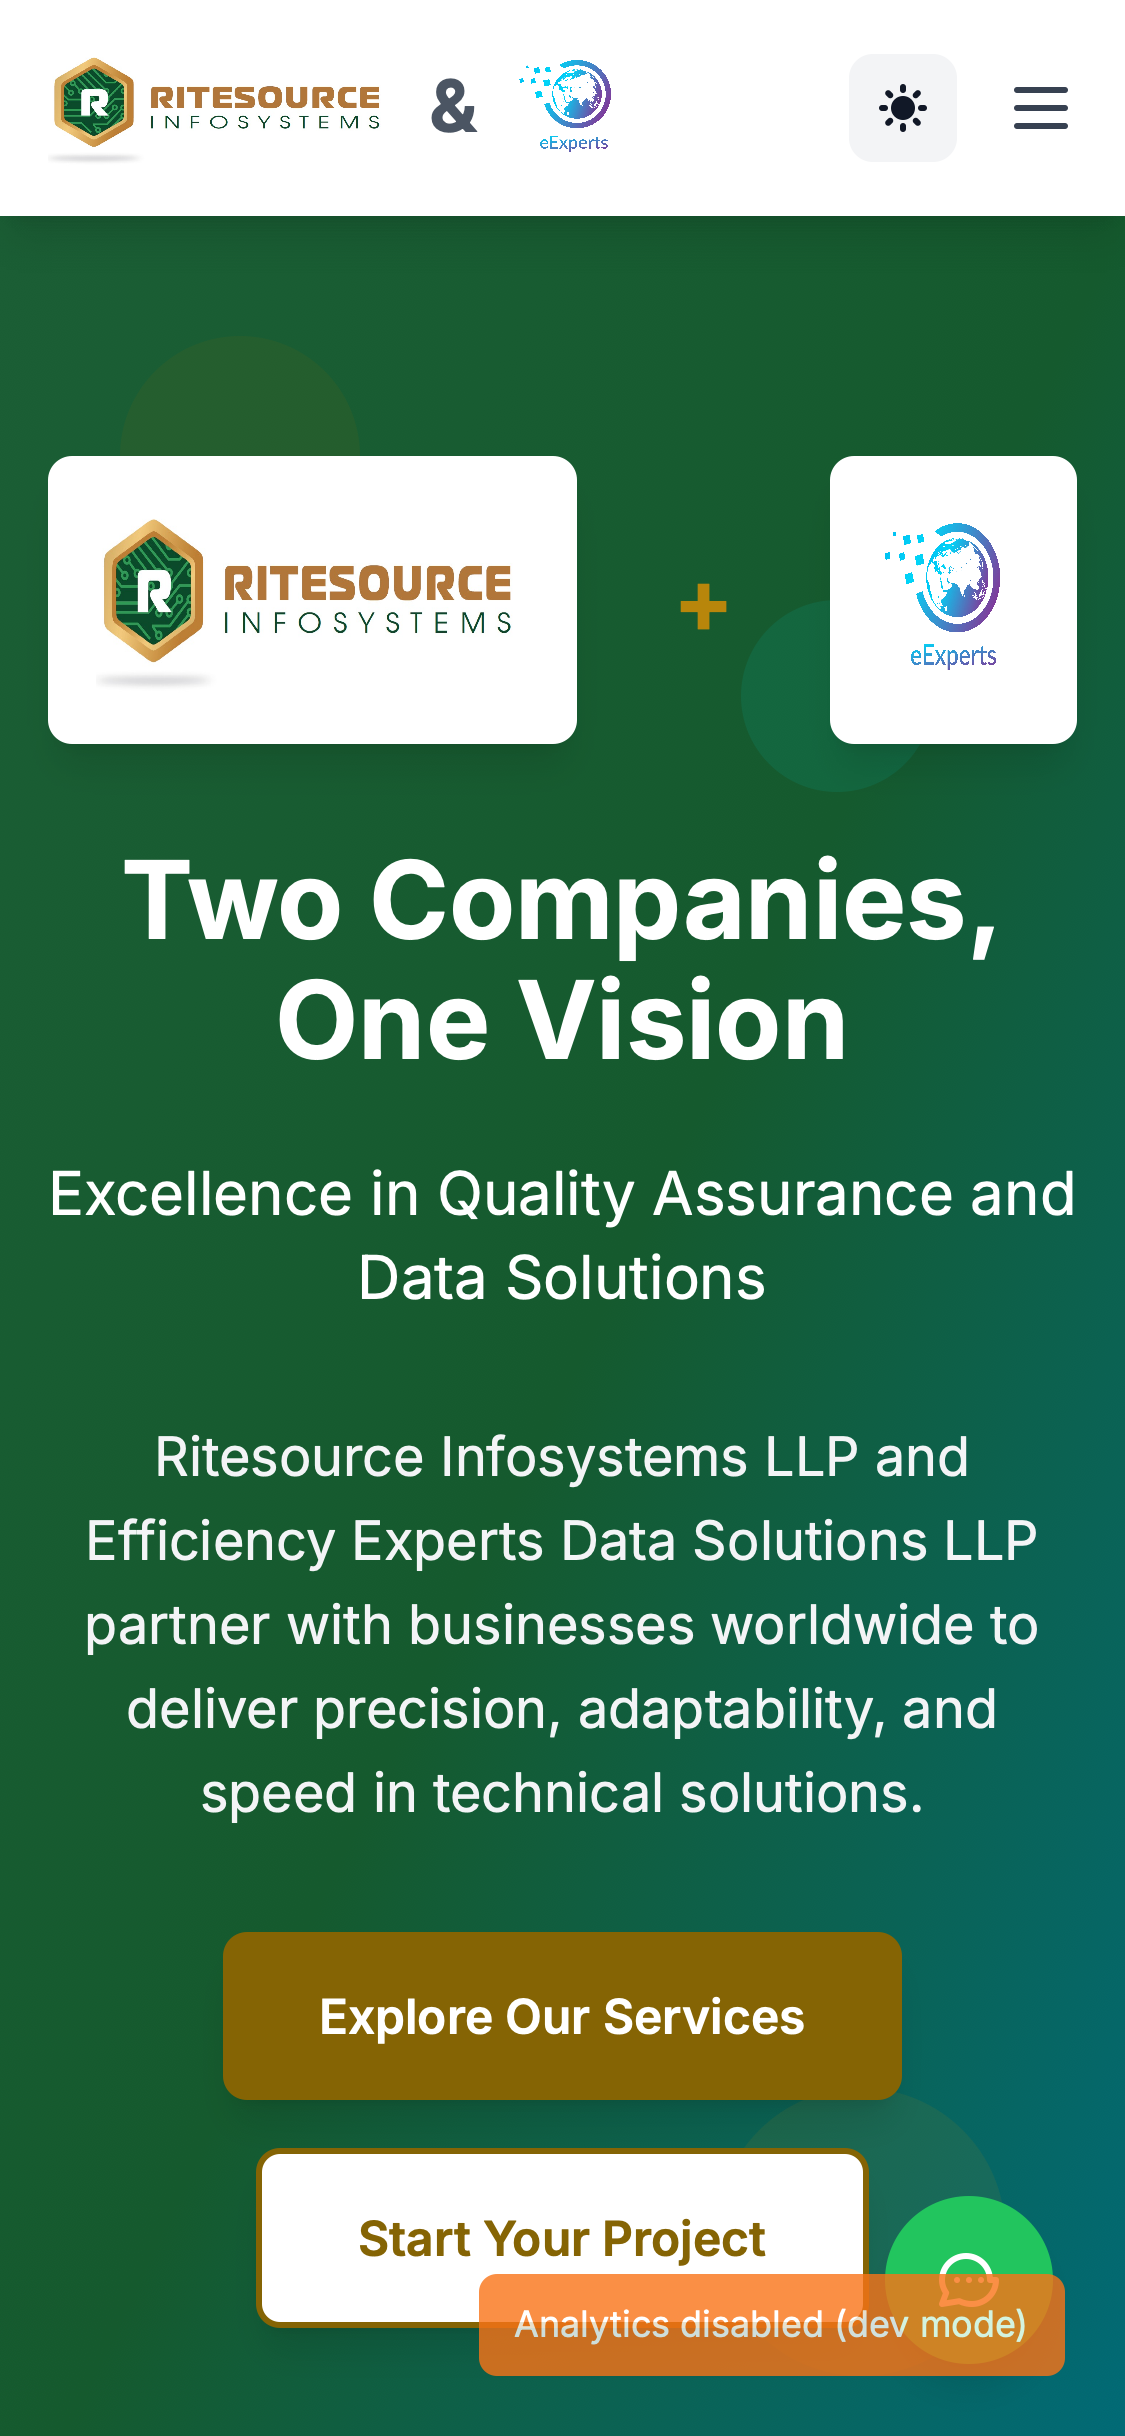 RITESOURCE
INFOSYSTEMS
&
eExperts
R
RITESOURCE
INFOSYSTEMS
+
eExperts
Two Companies,
One Vision
Excellence in Quality Assurance and
Data Solutions
Ritesource Infosystems LLP and
Efficiency Experts Data Solutions LLP
partner with businesses worldwide to
deliver precision, adaptability, and
speed in technical solutions.
Explore Our Services
Start Your Project
Analytics disabled (dev mode)